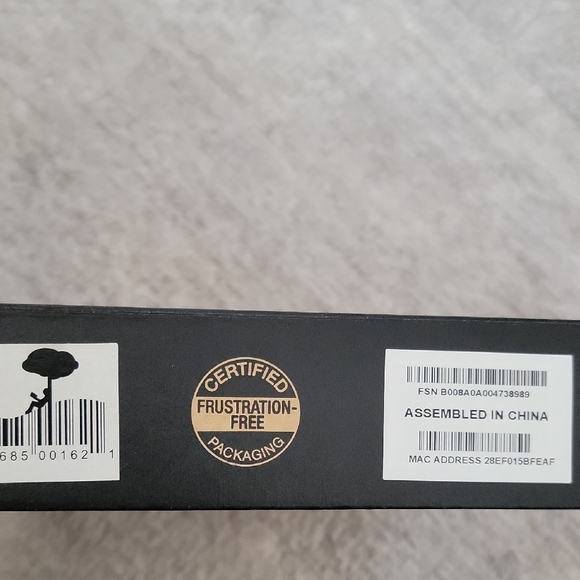 685 00162 1
CERTIFIED
FRUSTRATION-
FREE
PACKAGING
FSN B008A0A004738989
ASSEMBLED IN CHINA
MAC ADDRESS 28EF015BFEAF